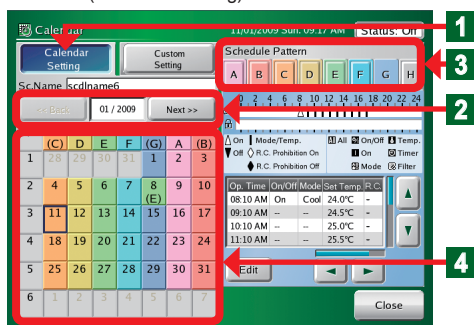 Calendar
11/01/2009 Sun. 09:17 AM Status: Off
1
Calendar Setting
Custom Setting
Schedule Pattern
A B C D E F G H
3
Sc.Name scdlname6
<< Back 01 / 2009 Next >>
2
0 2 4 6 8 10 12 14 16 18 20 22 24
On Mode/Temp. All All On/Off Temp.
Off R.C. Prohibition On On Timer
R.C. Prohibition Off Mode Setting
(C) (D) E F (G) A (B)
1 28 29 30 31 1 2 3
2 4 5 6 7 8 (E) 9 10
3 11 12 13 14 15 16 17
4 18 19 20 21 22 23 24
5 25 26 27 28 29 30 31
6 1 2 3 4 5 6 7
Op. Time On/Off Mode Set Temp. R.C.
08:10 AM On Cool 24.0°C -
09:10 AM -- -- 24.5°C -
10:10 AM -- -- 25.0°C -
11:10 AM -- -- 25.5°C -
4
Edit
Close